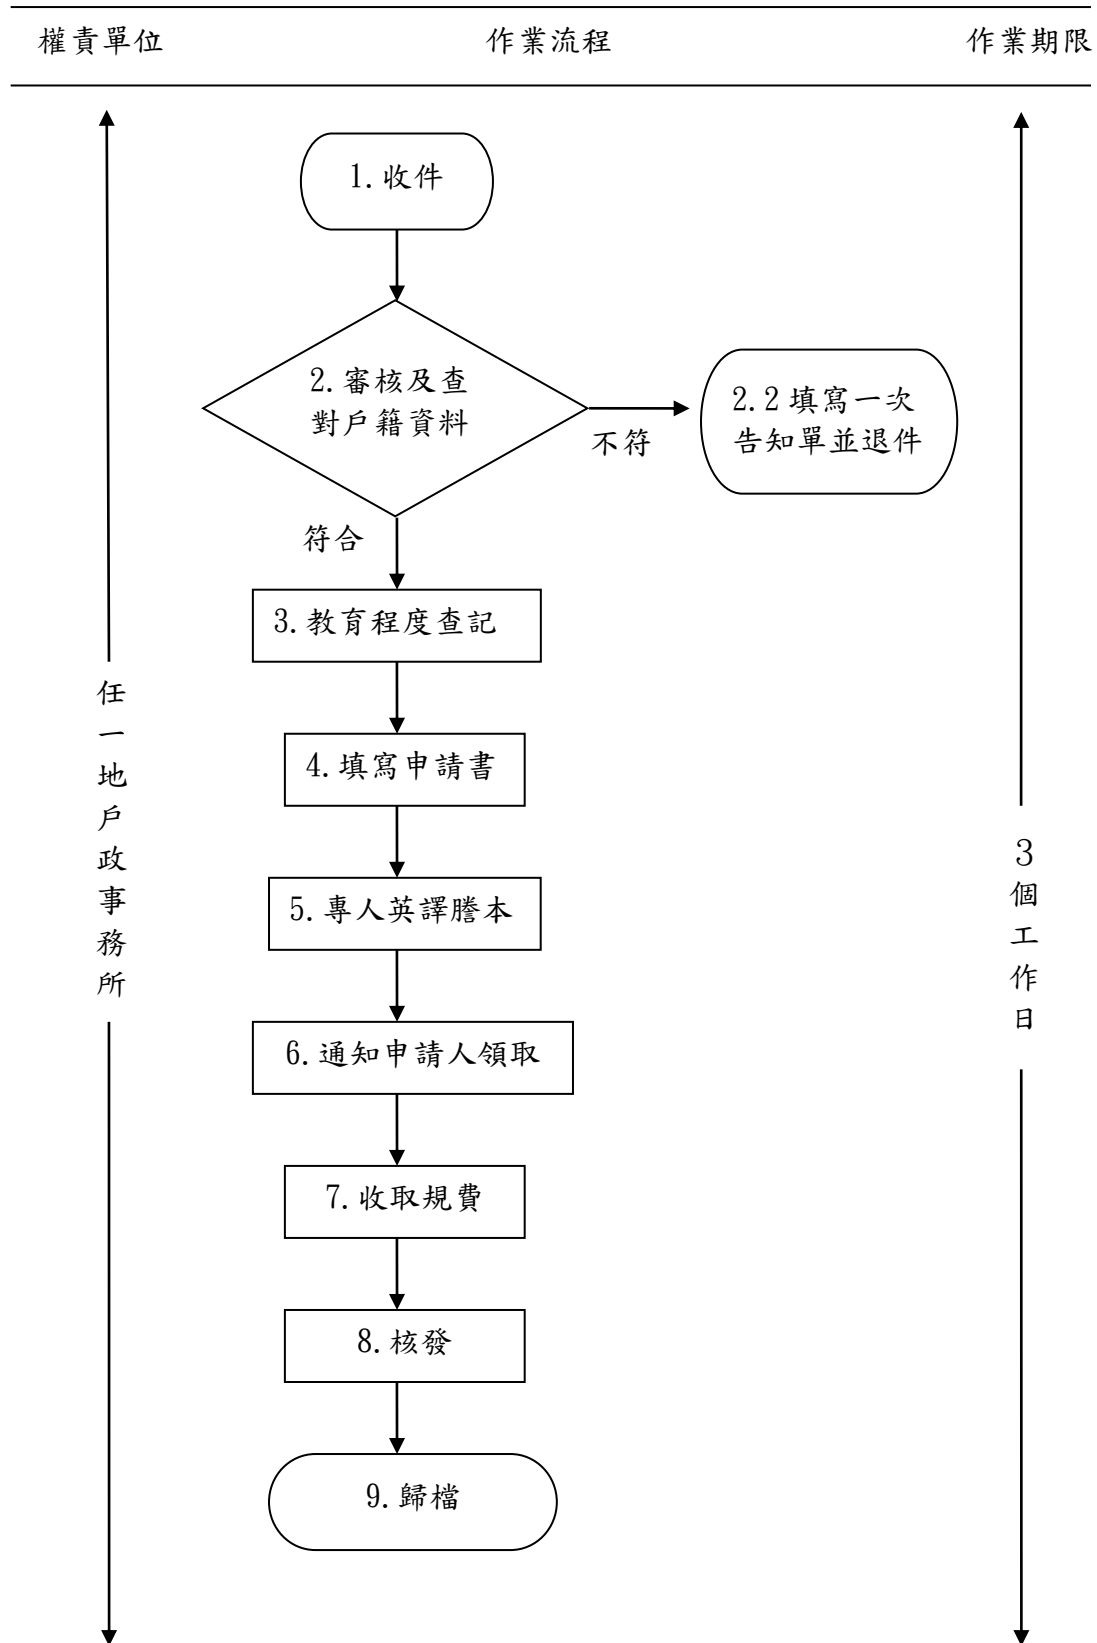 權責單位 作業流程 作業期限
1.收件
2.審核及查
對戶籍資料
不符
2.2填寫一次
告知單並退件
符合
3.教育程度查記
4.填寫申請書
5.專人英譯謄本
6.通知申請人領取
7.收取規費
8.核發
9.歸檔
任一地戶政事務所
3個工作日